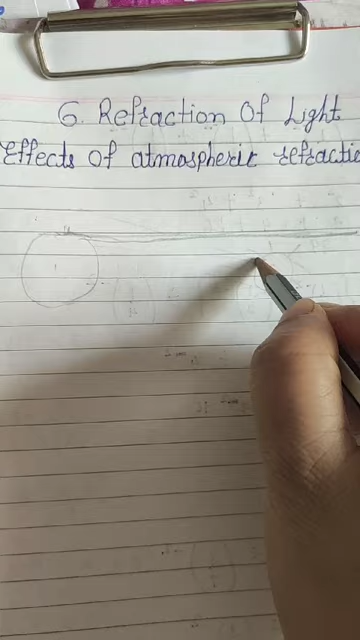 6. Refraction Of Light
Effects Of atmospheric refractio